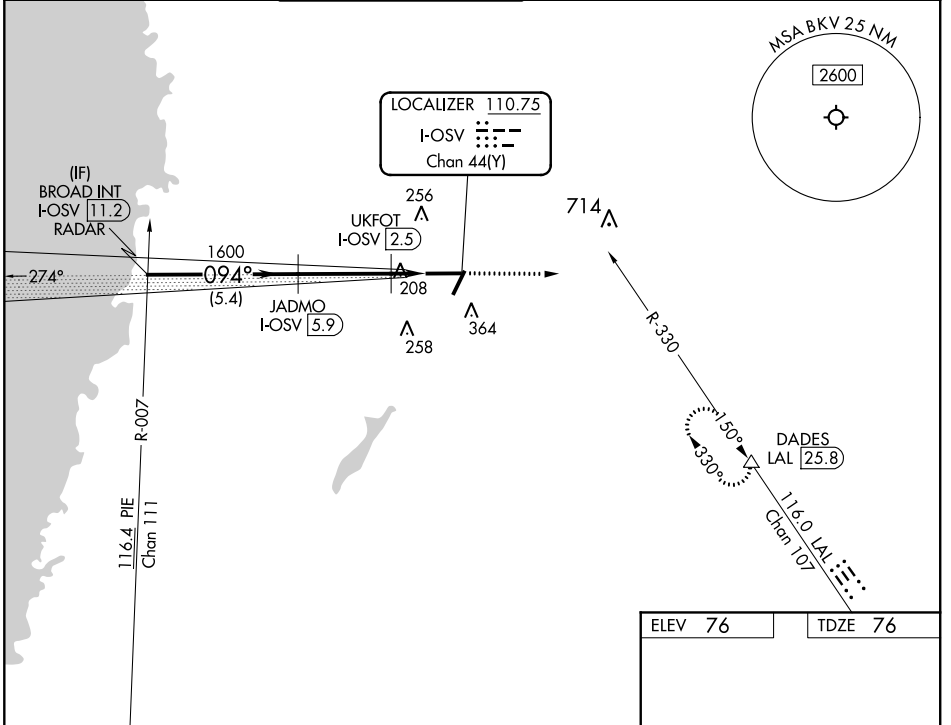 MSA BKV 25 NM
2600
LOCALIZER 110.75
I-OSV
Chan 44(Y)
(IF)
BROAD INT
I-OSV 11.2
RADAR
256
714
UKFOT
I-OSV 2.5
1600
274°
094°
(5.4)
208
JADMO
I-OSV 5.9
364
258
R-330
R-007
150°
330°
DADES
LAL 25.8
116.4 PIE
Chan 111
116.0 LAL
Chan 107
ELEV 76
TDZE 76